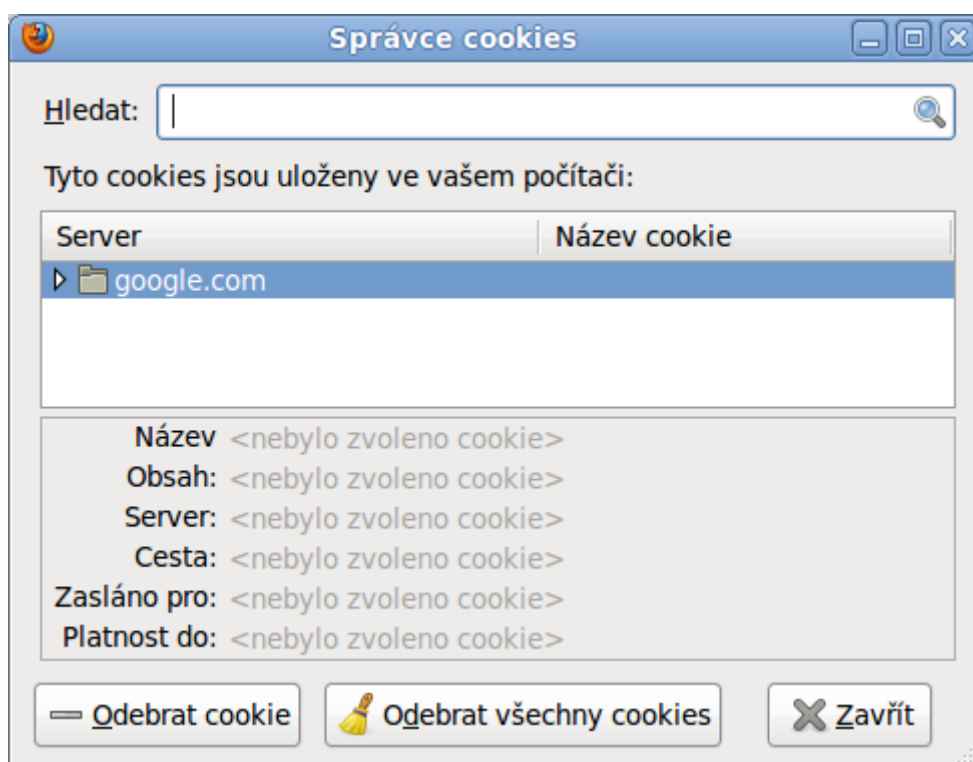 Správce cookies
Hledat:
Tyto cookies jsou uloženy ve vašem počítači:
Server Název cookie
google.com
Název <nebylo zvoleno cookie>
Obsah: <nebylo zvoleno cookie>
Server: <nebylo zvoleno cookie>
Cesta: <nebylo zvoleno cookie>
Zasláno pro: <nebylo zvoleno cookie>
Platnost do: <nebylo zvoleno cookie>
Odebrat cookie Odebrat všechny cookies Zavřít